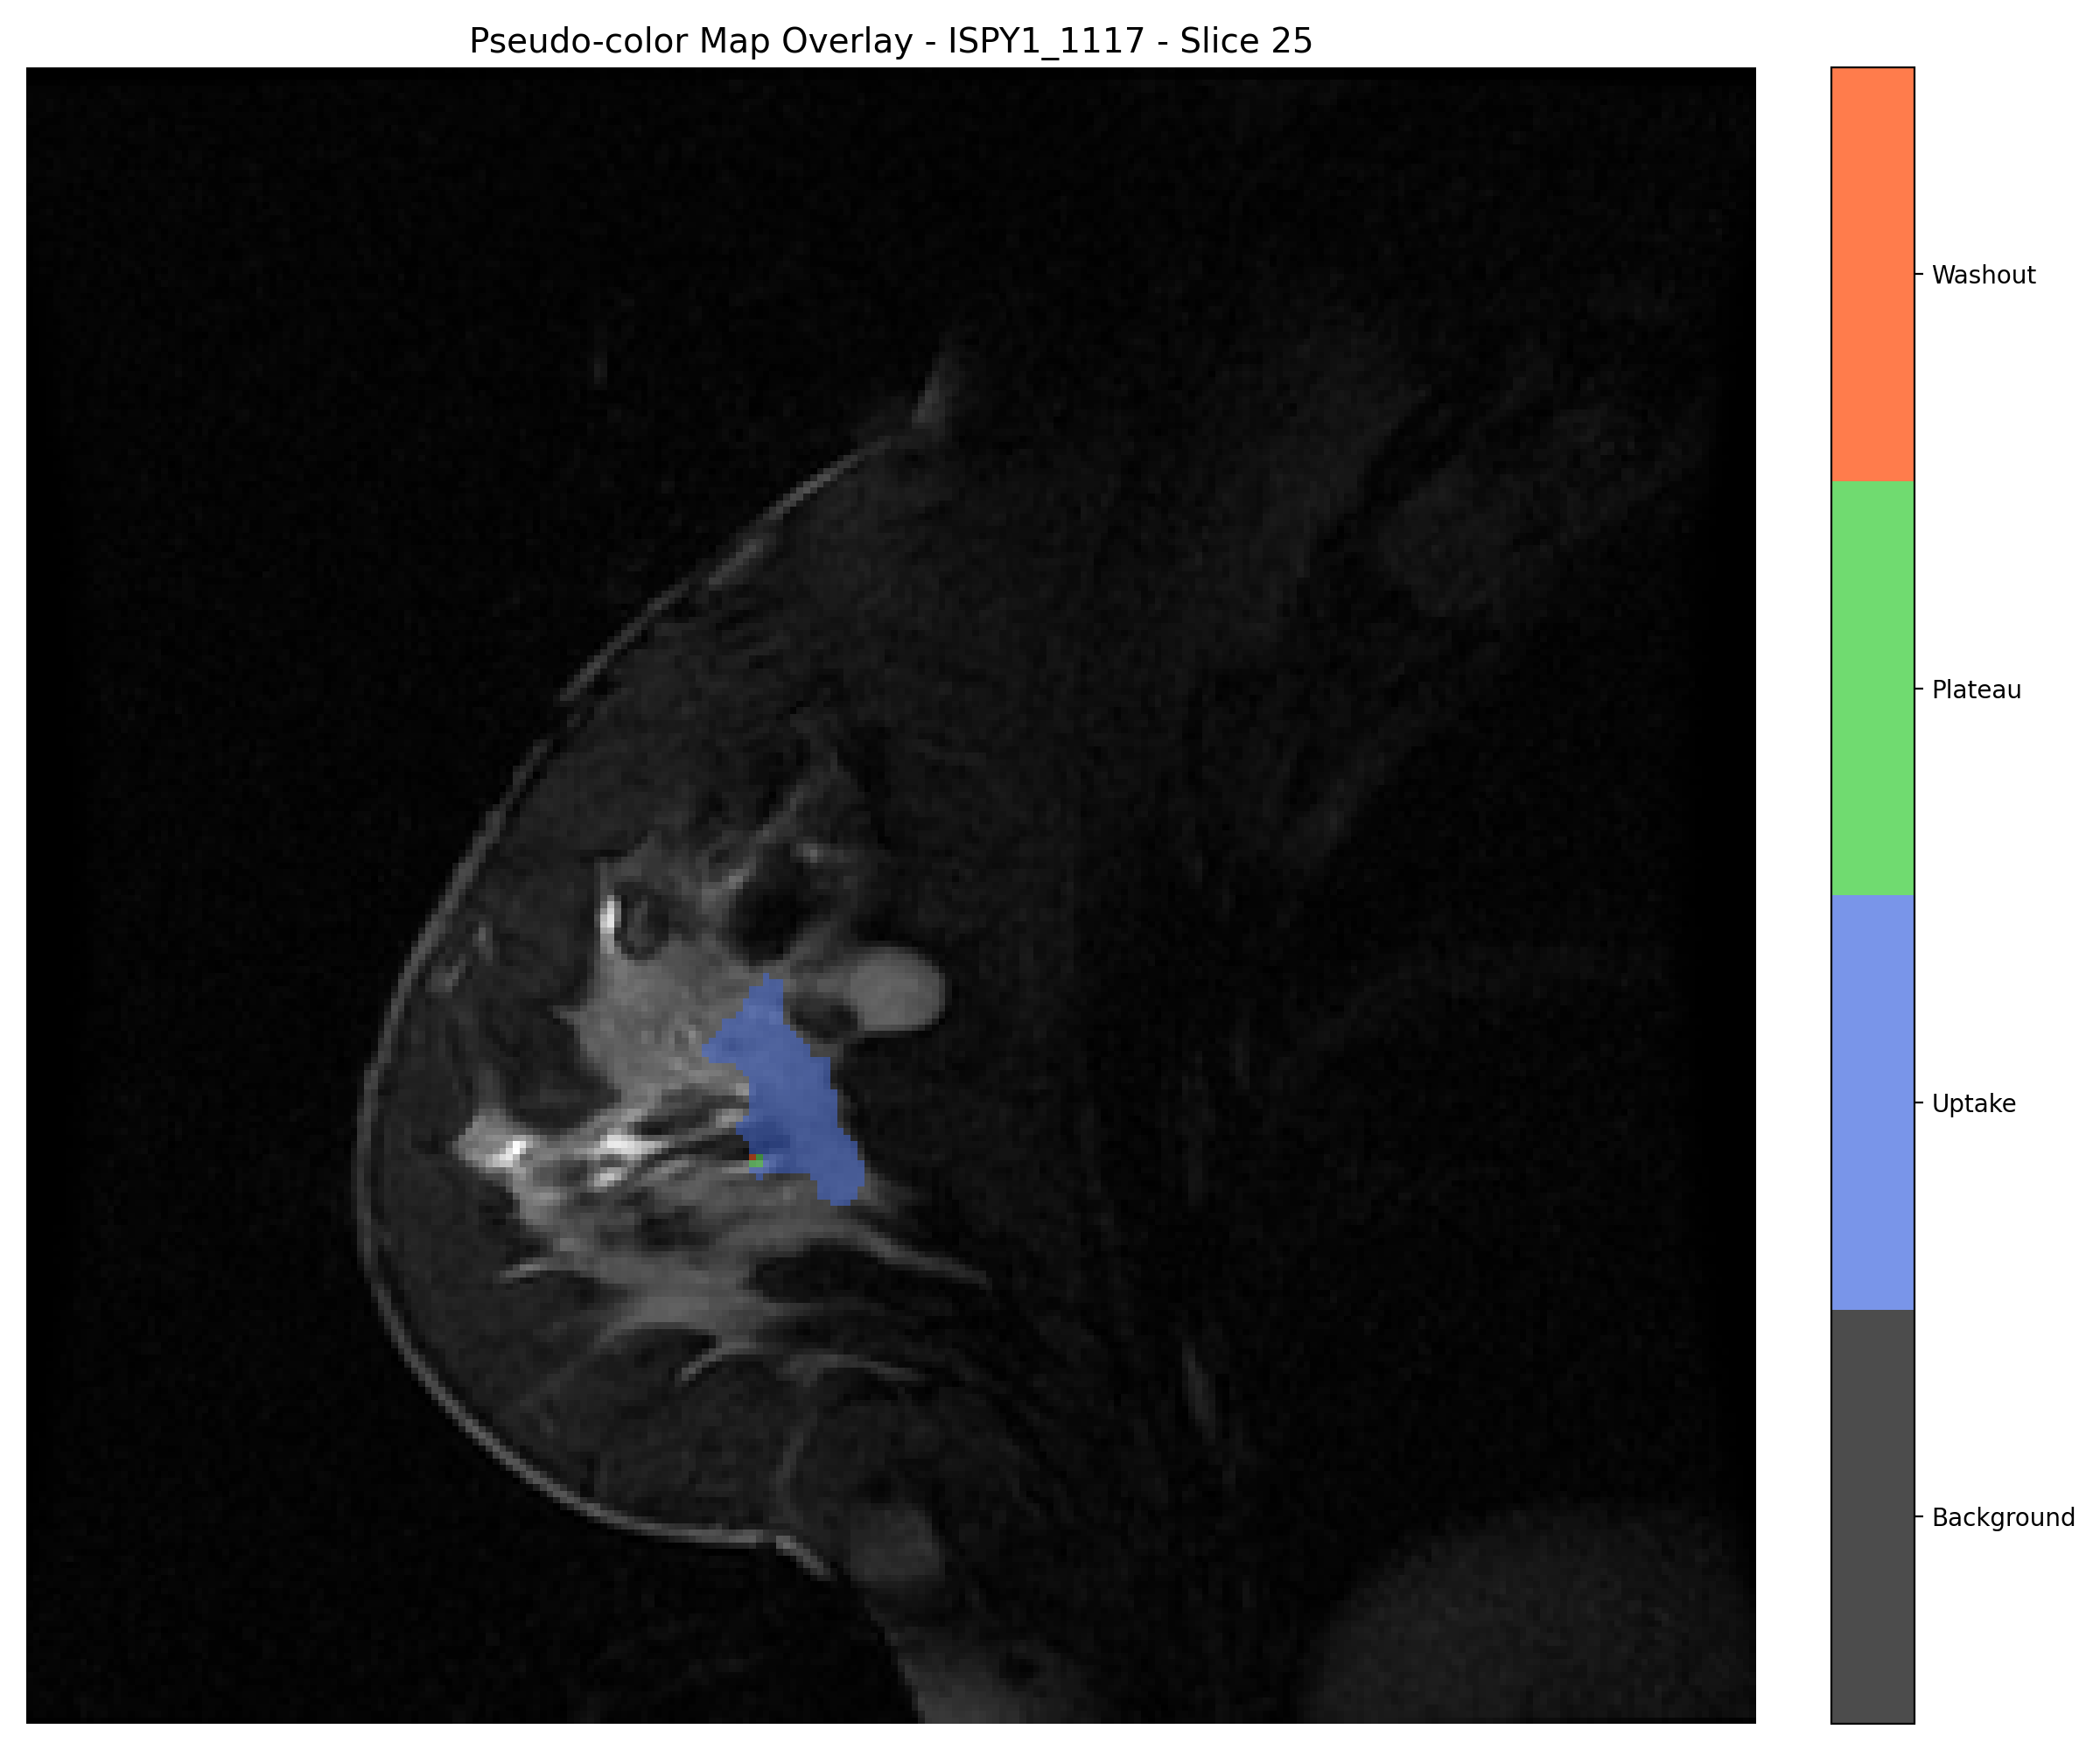 Pseudo-color Map Overlay - ISPY1_1117 - Slice 25
Washout
Plateau
Uptake
Background